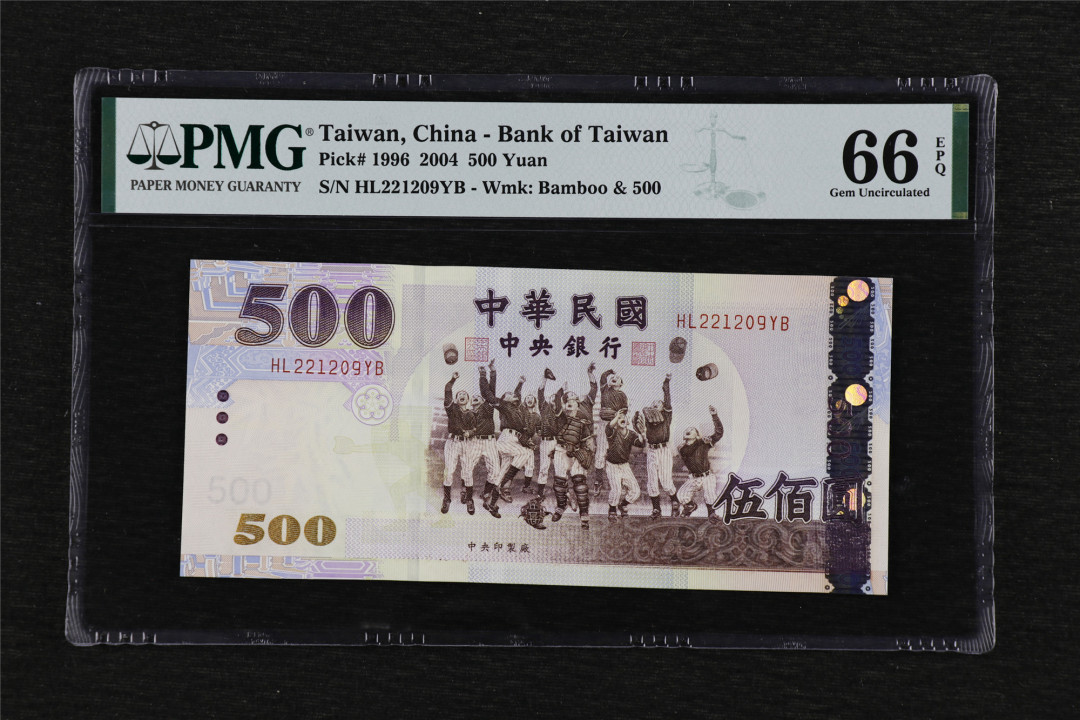 PMG®
PAPER MONEY GUARANTY
Taiwan, China - Bank of Taiwan
Pick# 1996 2004 500 Yuan
S/N HL221209YB - Wmk: Bamboo & 500
66
EPQ
Gem Uncirculated
500
中華民國
HL221209YB
中央銀行
HL221209YB
500
伍佰圓
500
中央印製廠